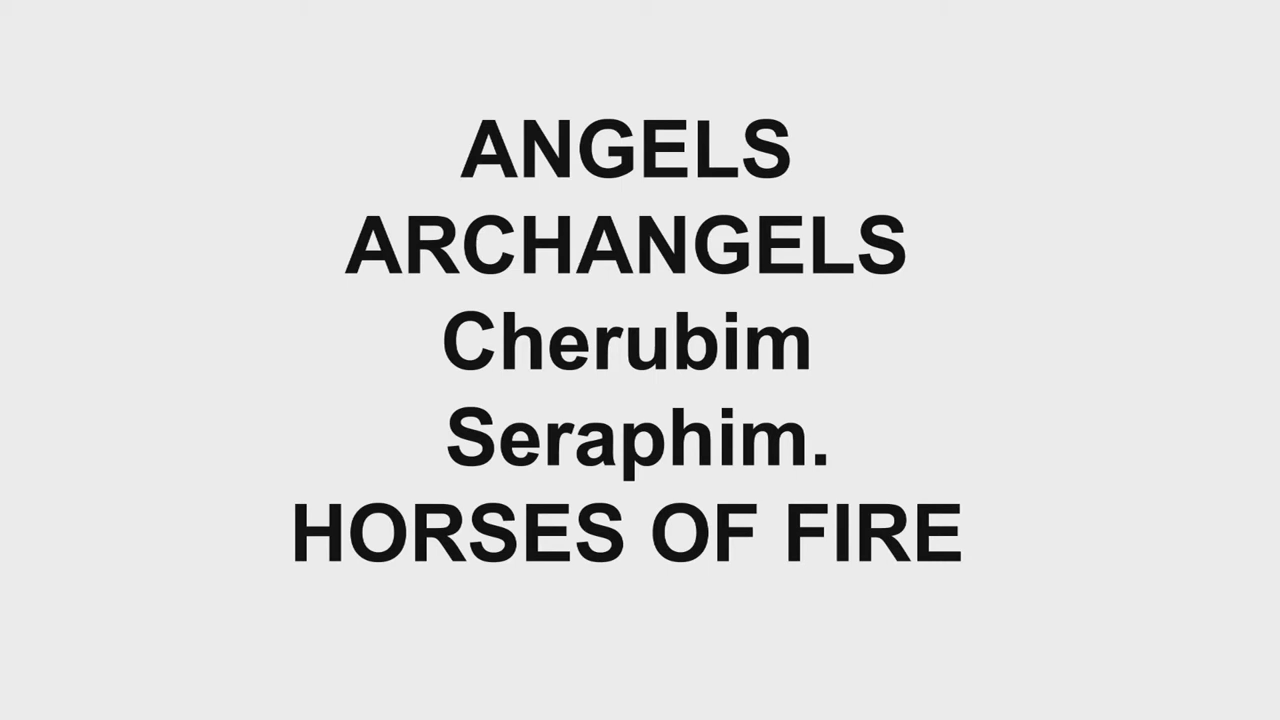 ANGELS
ARCHANGELS
Cherubim
Seraphim.
HORSES OF FIRE